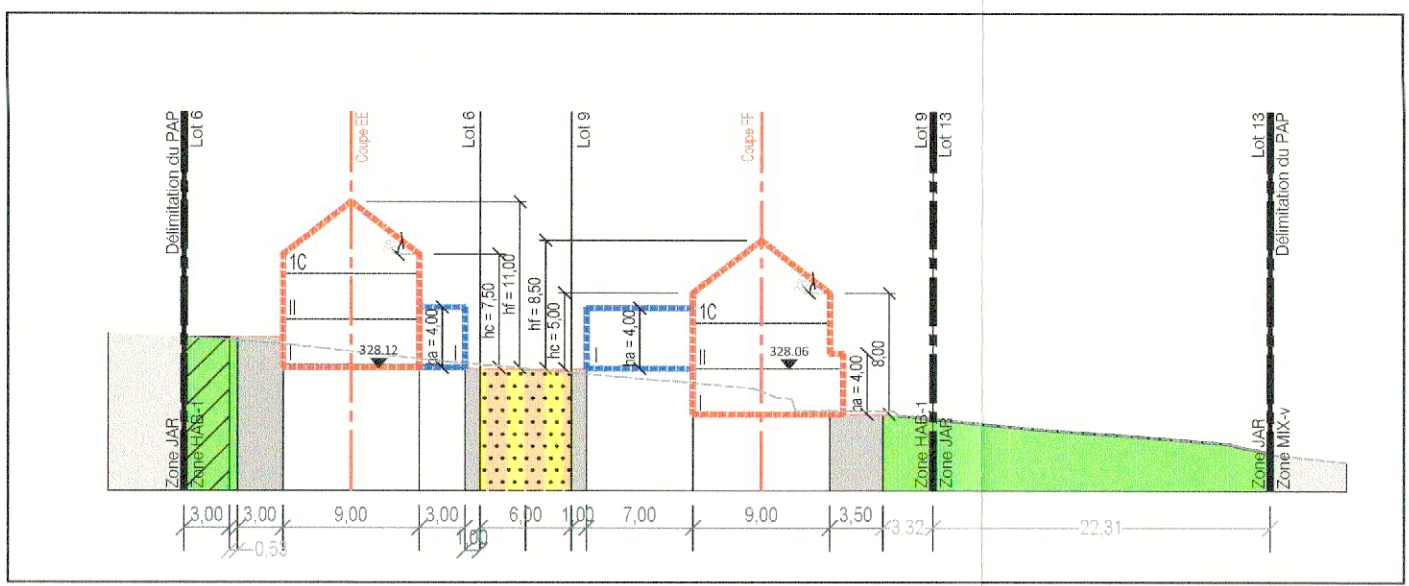 Délimitation du PAP
Lot 6
Coupe EE
Lot 6
Lot 9
Coupe FF
Lot 9
Lot 13
Lot 13
Délimitation du PAP
1C
II
I
328.12
ha = 4,00
I
hc = 7,50
hf = 11,00
hf = 8,50
hc = 5,00
I
ha = 4,00
1C
II
I
328.06
ha = 4,00
8,00
Zone JAR
Zone HAB-1
Zone HAB-1
Zone JAR
Zone JAR
Zone MIX-v
3,00
0,53
3,00
9,00
3,00
1,00
6,00
1,00
7,00
9,00
3,50
3,32
22,31